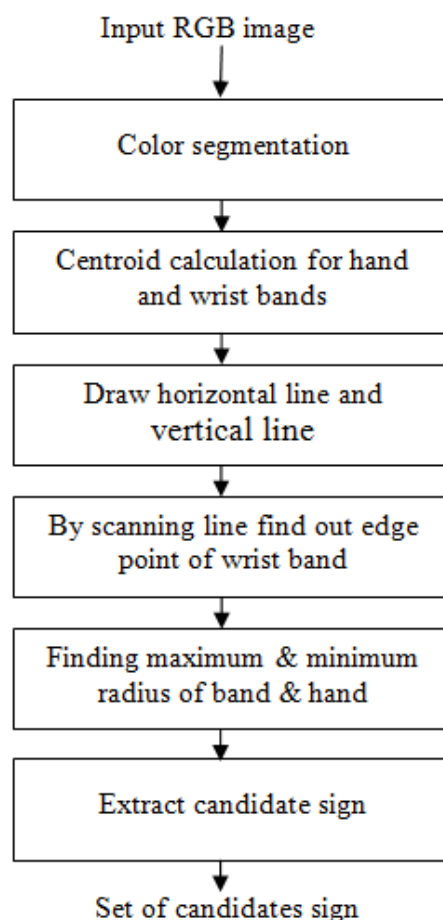 Input RGB image
Color segmentation
Centroid calculation for hand
and wrist bands
Draw horizontal line and
vertical line
By scanning line find out edge
point of wrist band
Finding maximum & minimum
radius of band & hand
Extract candidate sign
Set of candidates sign